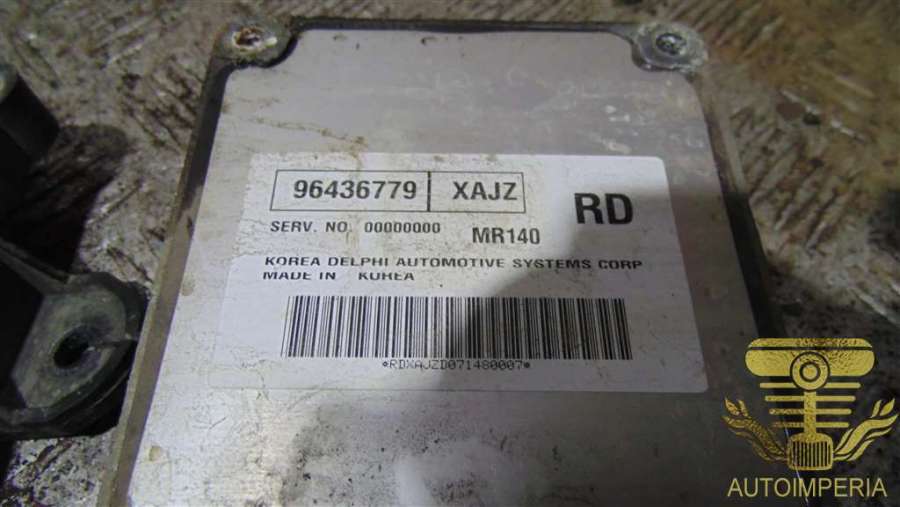 96436779 XAJZ RD
SERV. NO. 00000000 MR140
KOREA DELPHI AUTOMOTIVE SYSTEMS CORP
MADE IN KOREA
*RDXAJZD071480007*
AUTOIMPERIA